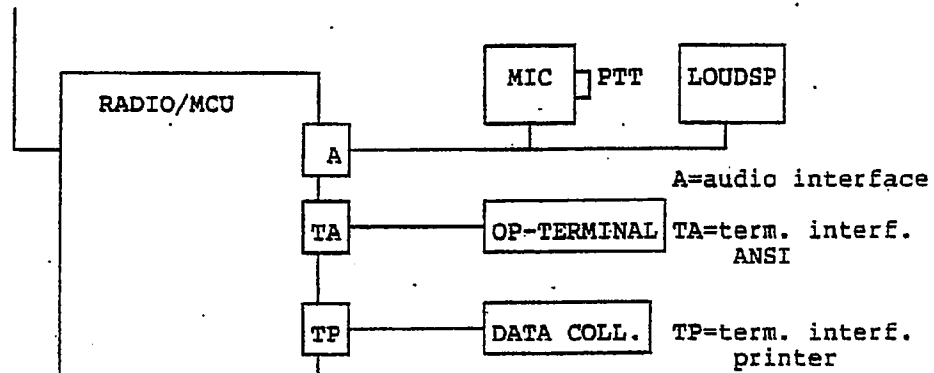 MIC PTT LOUDSP
RADIO/MCU
A
A=audio interface
TA OP-TERMINAL TA=term. interf.
ANSI
TP DATA COLL. TP=term. interf.
printer